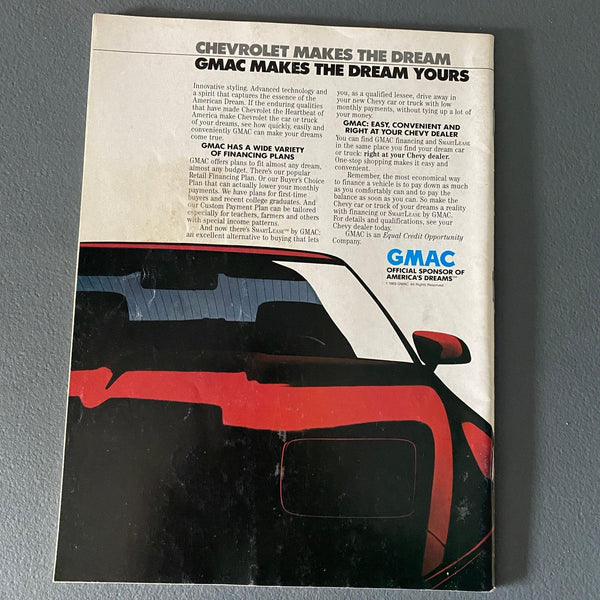 CHEVROLET MAKES THE DREAM
GMAC MAKES THE DREAM YOURS
Innovative styling. Advanced technology and
a spirit that captures the essence of the
American Dream. If the enduring qualities
that have made Chevrolet the Heartbeat of
America make Chevrolet the car or truck
of your dreams, see how quickly, easily and
conveniently GMAC can make your dreams
come true.
GMAC HAS A WIDE VARIETY
OF FINANCING PLANS
GMAC offers plans to fit almost any dream,
almost any budget. There's our popular
Retail Financing Plan. Or our Buyer's Choice
Plan that can actually lower your monthly
payments. We have plans for first-time
buyers and recent college graduates. And
our Custom Payment Plan can be tailored
especially for teachers, farmers and others
with special income patterns.
And now there's SMARTLEASE℠ by GMAC:
an excellent alternative to buying that lets
you, as a qualified lessee, drive away in
your new Chevy car or truck with low
monthly payments, without tying up a lot of
your money.
GMAC: EASY, CONVENIENT AND
RIGHT AT YOUR CHEVY DEALER
You can find GMAC financing and SMARTLEASE
in the same place you find your dream car
or truck: right at your Chevy dealer.
One-stop shopping makes it easy and
convenient.
Remember, the most economical way
to finance a vehicle is to pay down as much
as you comfortably can and to pay the
balance as soon as you can. So make the
Chevy car or truck of your dreams a reality
with financing or SMARTLEASE by GMAC.
For details and qualifications, see your
Chevy dealer today.
GMAC is an Equal Credit Opportunity
Company.
GMAC
OFFICIAL SPONSOR OF
AMERICA'S DREAMS℠
© 1989 GMAC. All Rights Reserved.